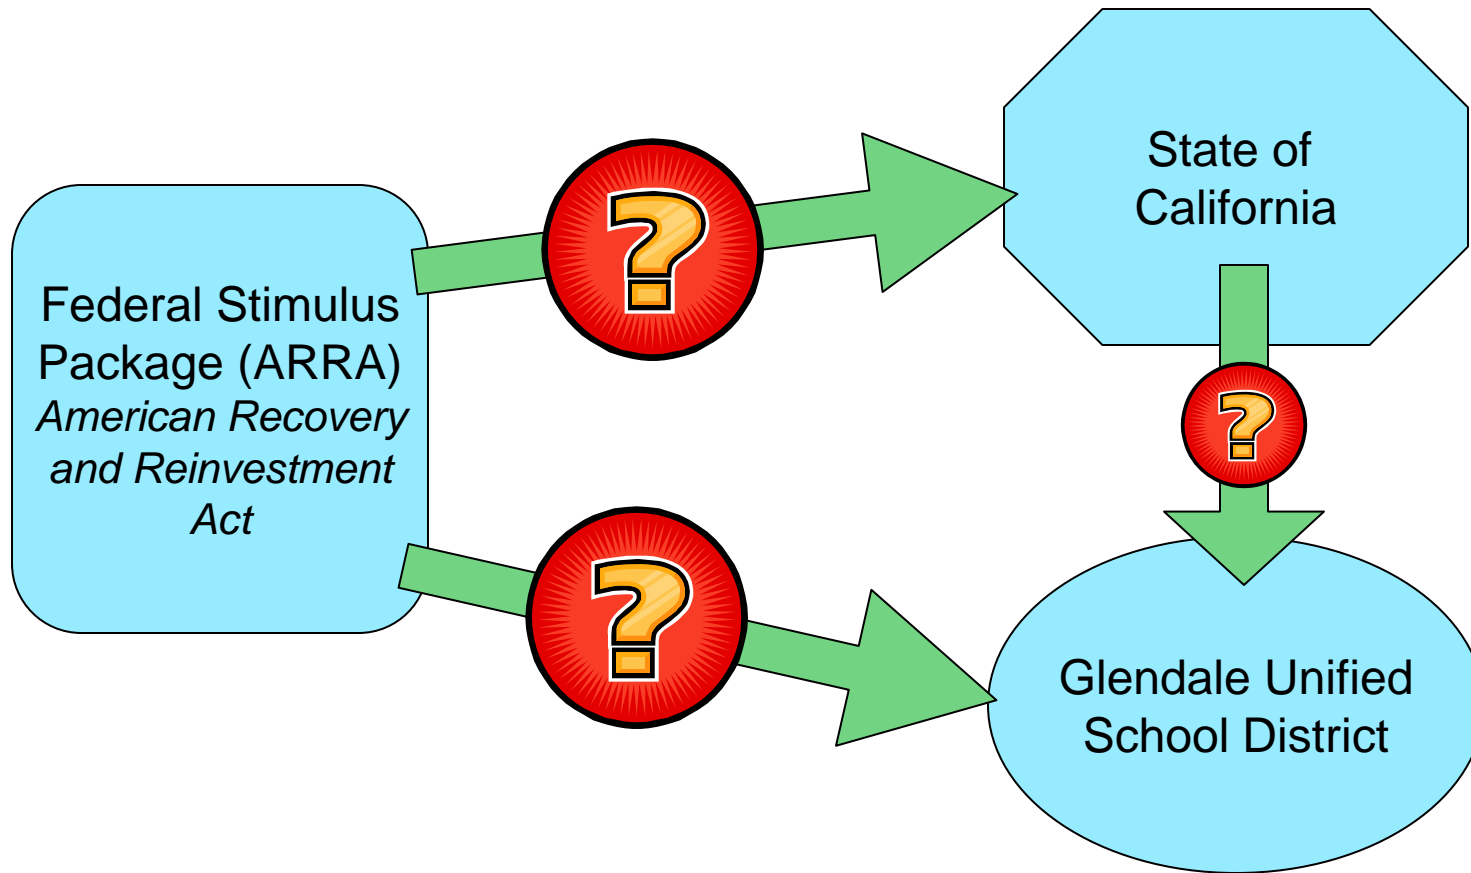 Federal Stimulus
Package (ARRA)
American Recovery
and Reinvestment
Act
?
?
State of
California
?
Glendale Unified
School District